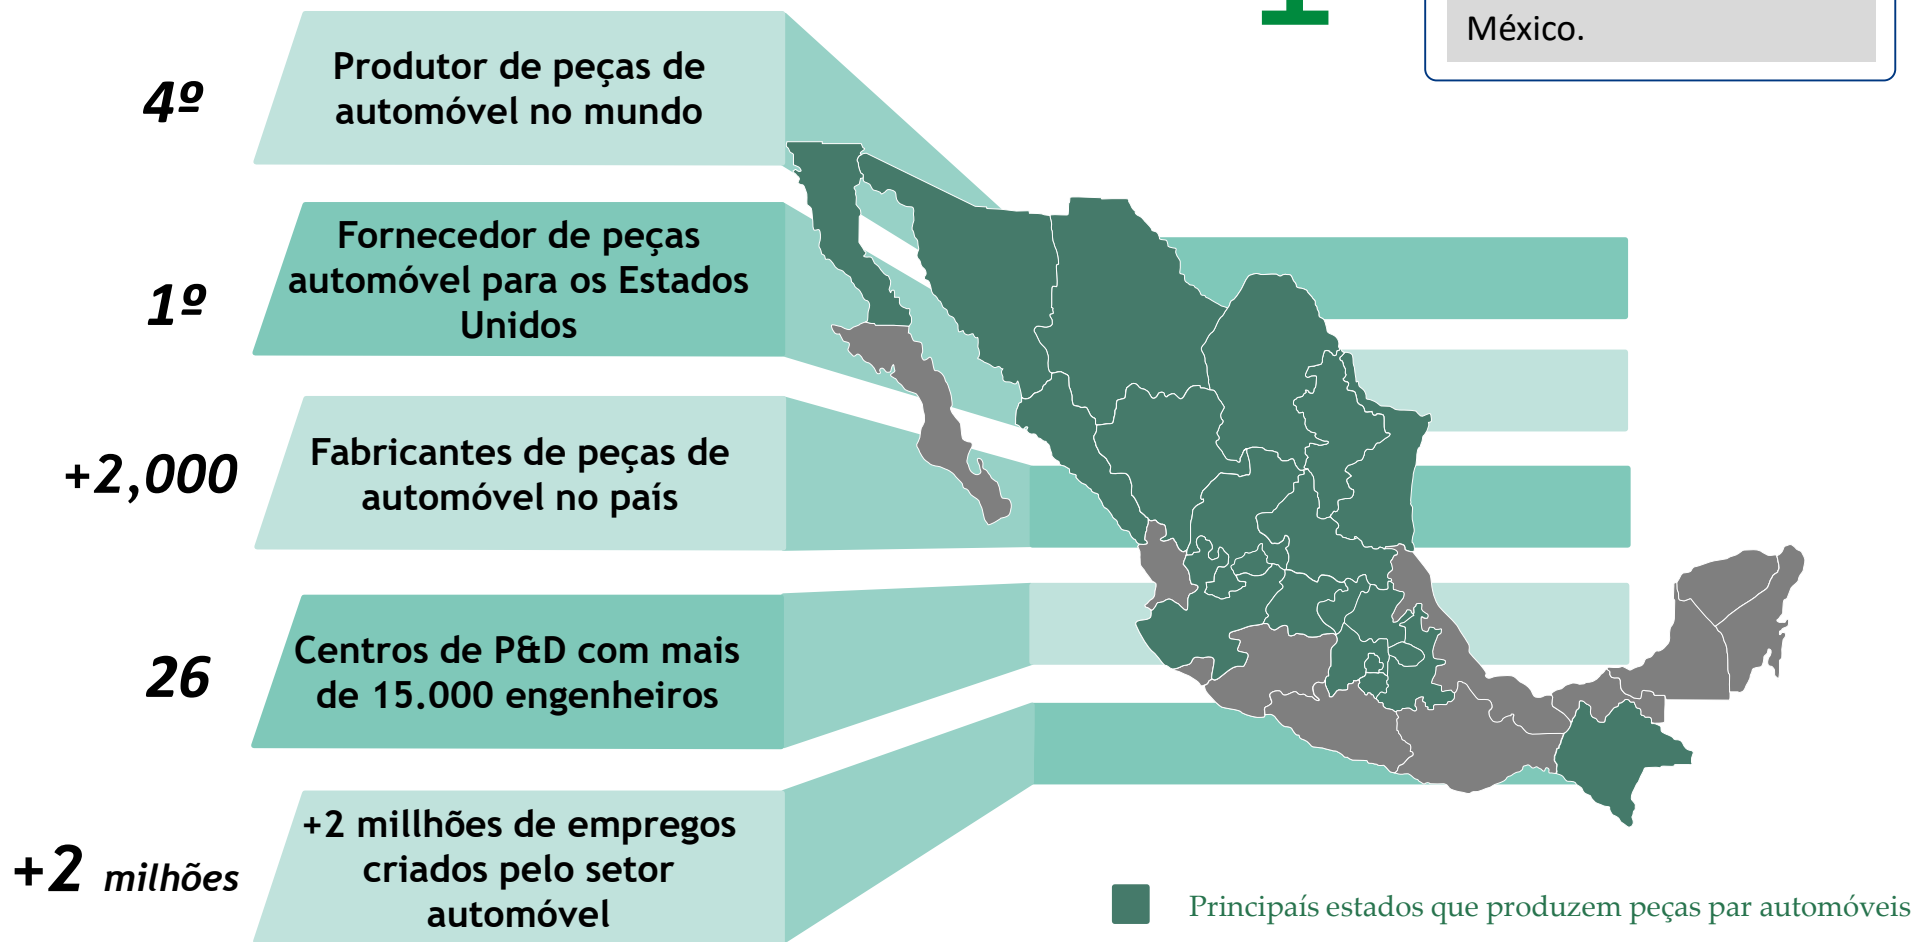 México.
4º
Produtor de peças de
automóvel no mundo
1º
Fornecedor de peças
automóvel para os Estados
Unidos
+2,000
Fabricantes de peças de
automóvel no país
26
Centros de P&D com mais
de 15.000 engenheiros
+2 milhões
+2 millhões de empregos
criados pelo setor
automóvel
Principaís estados que produzem peças par automóveis